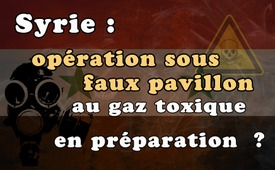 Syrie :
opération sous
faux pavillon
au gaz toxique
en préparation ?